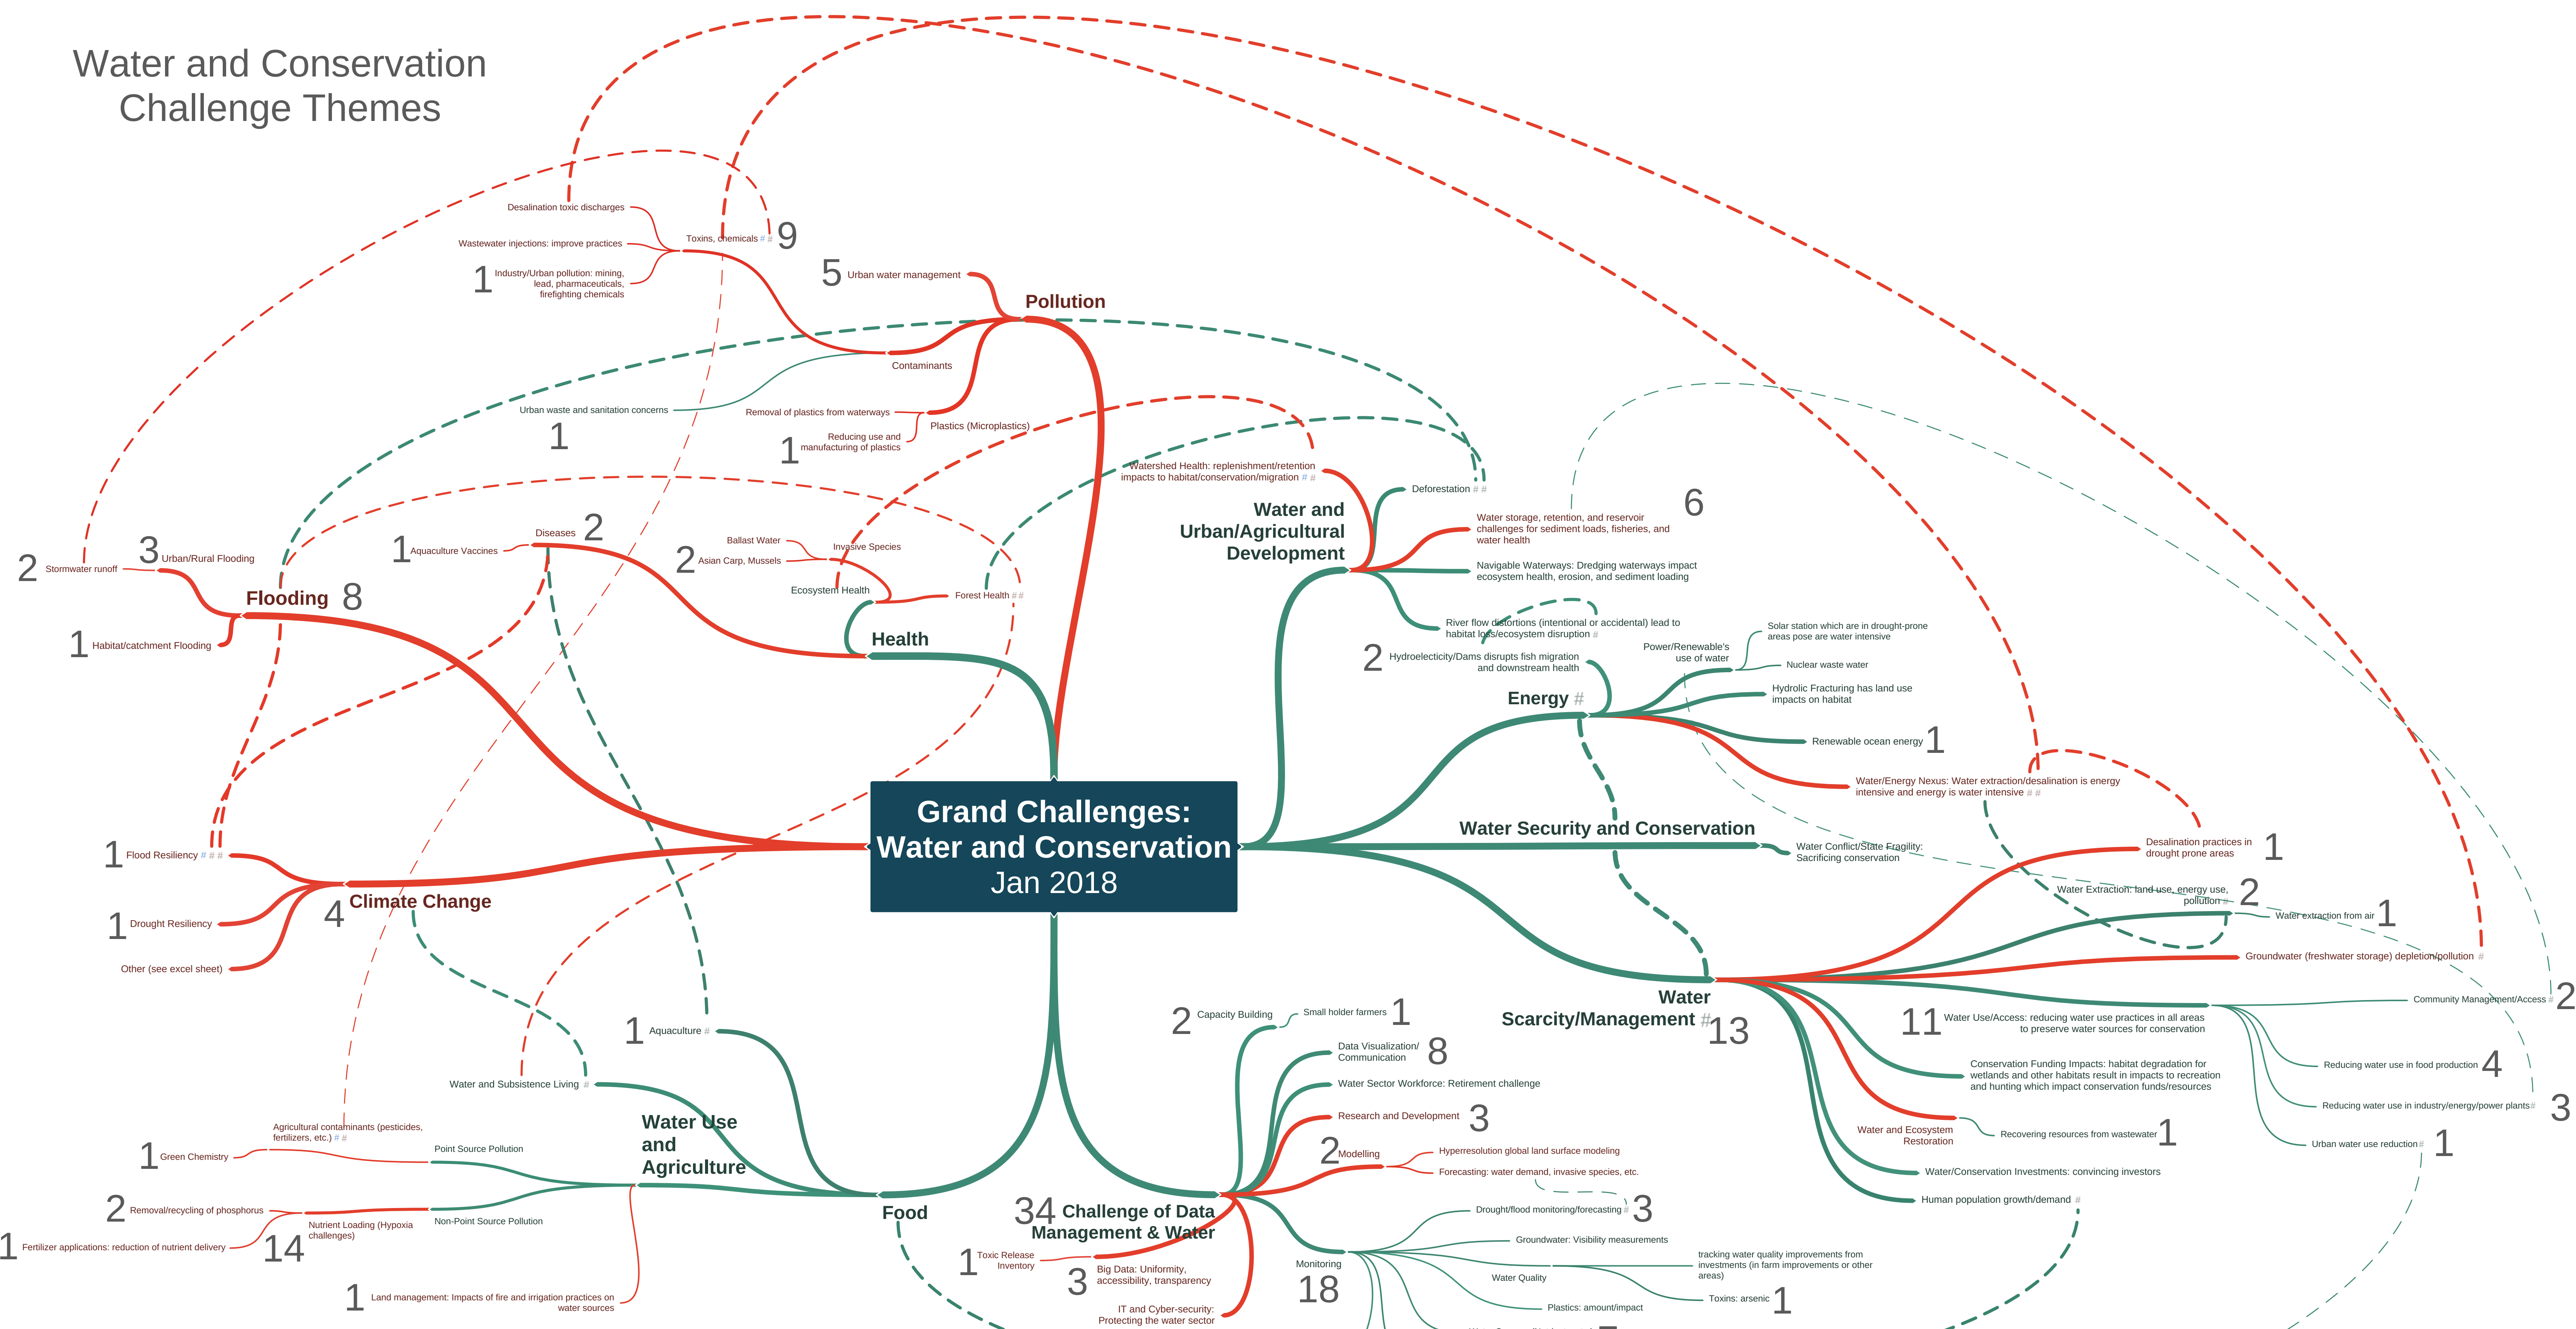 Water and Conservation
Challenge Themes
Desalination toxic discharges
Wastewater injections: improve practices
1
Industry/Urban pollution: mining,
lead, pharmaceuticals,
firefighting chemicals
Toxins, chemicals # #
9
5
Urban water management
Pollution
Contaminants
Urban waste and sanitation concerns
1
Removal of plastics from waterways
1
Reducing use and
manufacturing of plastics
Plastics (Microplastics)
2
Stormwater runoff
3
Urban/Rural Flooding
Flooding
8
1
Habitat/catchment Flooding
1
Aquaculture Vaccines
Diseases
2
Ballast Water
2
Asian Carp, Mussels
Invasive Species
Ecosystem Health
Forest Health # #
Health
Watershed Health: replenishment/retention
impacts to habitat/conservation/migration # #
Water and
Urban/Agricultural
Development
Deforestation # #
6
Water storage, retention, and reservoir
challenges for sediment loads, fisheries, and
water health
Navigable Waterways: Dredging waterways impact
ecosystem health, erosion, and sediment loading
River flow distortions (intentional or accidental) lead to
habitat loss/ecosystem disruption #
2
Hydroelecticity/Dams disrupts fish migration
and downstream health
Energy #
Power/Renewable's
use of water
Solar station which are in drought-prone
areas pose are water intensive
Nuclear waste water
Hydrolic Fracturing has land use
impacts on habitat
Renewable ocean energy
1
Water/Energy Nexus: Water extraction/desalination is energy
intensive and energy is water intensive # #
Grand Challenges:
Water and Conservation
Jan 2018
Water Security and Conservation
Water Conflict/State Fragility:
Sacrificing conservation
1
Flood Resiliency # # #
4
Climate Change
1
Drought Resiliency
Other (see excel sheet)
Desalination practices in
drought prone areas
1
Water Extraction: land use, energy use,
pollution #
2
Water extraction from air
1
Groundwater (freshwater storage) depletion/pollution #
Water
Scarcity/Management #
13
Community Management/Access #
2
11
Water Use/Access: reducing water use practices in all areas
to preserve water sources for conservation
Reducing water use in food production
4
Reducing water use in industry/energy/power plants#
3
Urban water use reduction#
1
Conservation Funding Impacts: habitat degradation for
wetlands and other habitats result in impacts to recreation
and hunting which impact conservation funds/resources
Water and Ecosystem
Restoration
Recovering resources from wastewater
1
Water/Conservation Investments: convincing investors
Human population growth/demand #
1
Aquaculture #
Water and Subsistence Living #
Water Use
and
Agriculture
Food
Agricultural contaminants (pesticides,
fertilizers, etc.) # #
1
Green Chemistry
Point Source Pollution
2
Removal/recycling of phosphorus
1
Fertilizer applications: reduction of nutrient delivery
14
Nutrient Loading (Hypoxia
challenges)
Non-Point Source Pollution
1
Land management: Impacts of fire and irrigation practices on
water sources
2
Capacity Building
Small holder farmers
1
Data Visualization/
Communication
8
Water Sector Workforce: Retirement challenge
Research and Development
3
2
Modelling
Hyperresolution global land surface modeling
Forecasting: water demand, invasive species, etc.
34
Challenge of Data
Management & Water
1
Toxic Release
Inventory
3
Big Data: Uniformity,
accessibility, transparency
IT and Cyber-security:
Protecting the water sector
Monitoring
18
Drought/flood monitoring/forecasting #
3
Groundwater: Visibility measurements
Water Quality
tracking water quality improvements from
investments (in farm improvements or other
areas)
Toxins: arsenic
1
Plastics: amount/impact